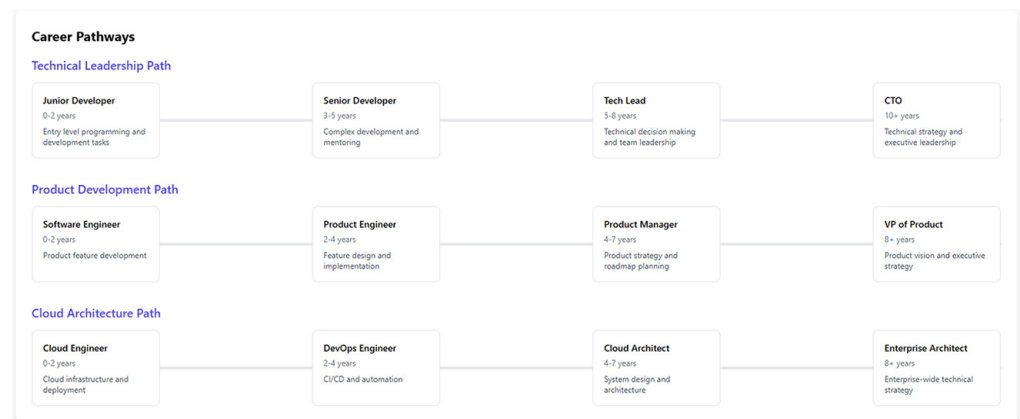 Career Pathways
Technical Leadership Path
Junior Developer
0-2 years
Entry level programming and
development tasks
Senior Developer
3-5 years
Complex development and
mentoring
Tech Lead
5-8 years
Technical decision making
and team leadership
CTO
10+ years
Technical strategy and
executive leadership
Product Development Path
Software Engineer
0-2 years
Product feature development
Product Engineer
2-4 years
Feature design and
implementation
Product Manager
4-7 years
Product strategy and
roadmap planning
VP of Product
8+ years
Product vision and executive
strategy
Cloud Architecture Path
Cloud Engineer
0-2 years
Cloud infrastructure and
deployment
DevOps Engineer
2-4 years
CI/CD and automation
Cloud Architect
4-7 years
System design and
architecture
Enterprise Architect
8+ years
Enterprise-wide technical
strategy